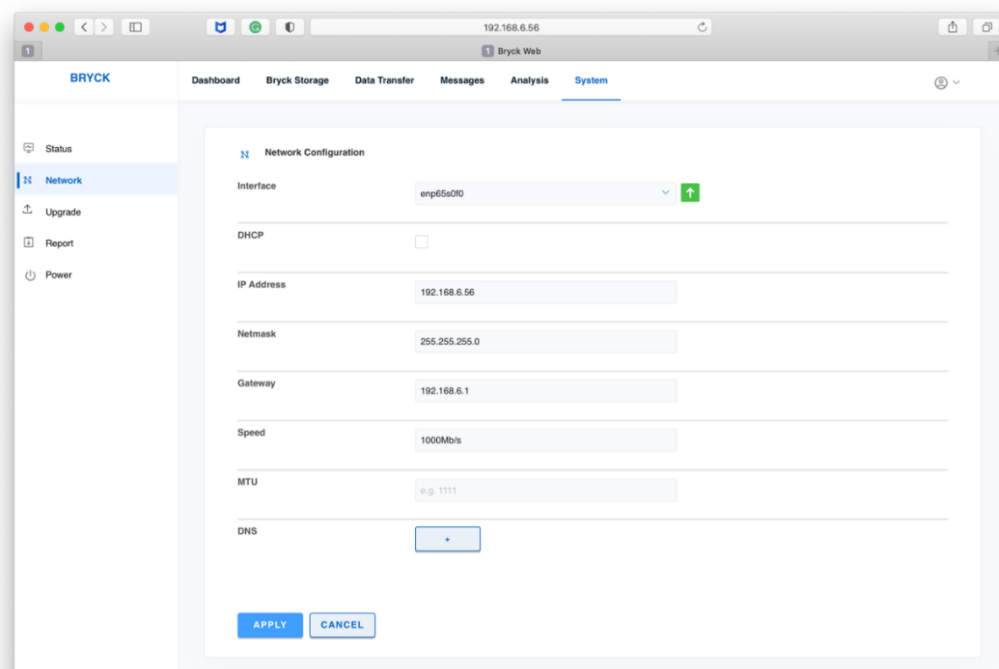 192.168.6.56
1
1 Bryck Web
BRYCK
Dashboard Bryck Storage Data Transfer Messages Analysis System
Status
Network
Upgrade
Report
Power
Network Configuration
Interface enp65s0f0
DHCP
IP Address 192.168.6.56
Netmask 255.255.255.0
Gateway 192.168.6.1
Speed 1000Mb/s
MTU e.g. 1111
DNS +
APPLY CANCEL